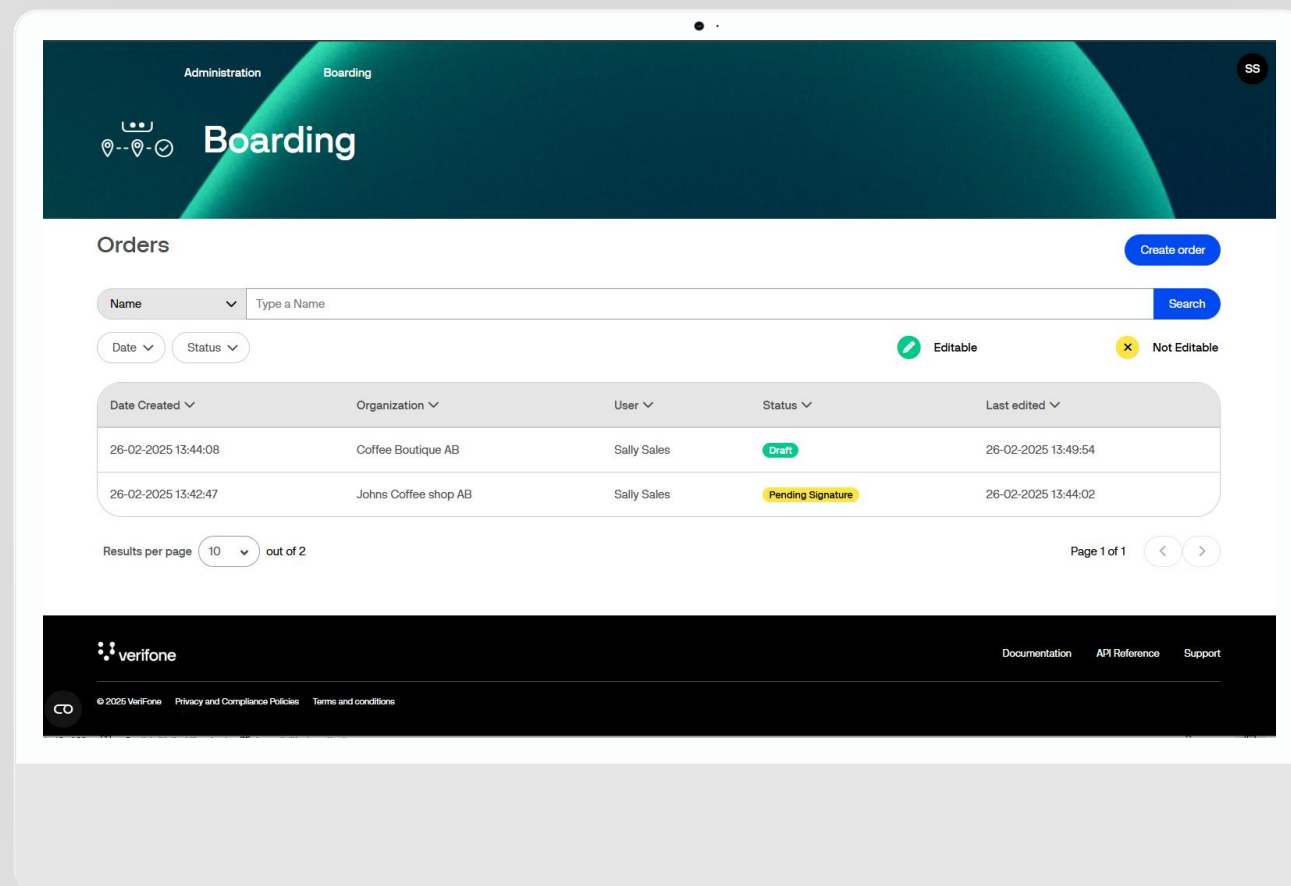 Administration Boarding
SS
Boarding
Orders
Create order
Name Type a Name Search
Date Status Editable Not Editable
Date Created Organization User Status Last edited
26-02-2025 13:44:08 Coffee Boutique AB Sally Sales Draft 26-02-2025 13:49:54
26-02-2025 13:42:47 Johns Coffee shop AB Sally Sales Pending Signature 26-02-2025 13:44:02
Results per page 10 out of 2 Page 1 of 1
verifone Documentation API Reference Support
© 2025 VeriFone Privacy and Compliance Policies Terms and conditions